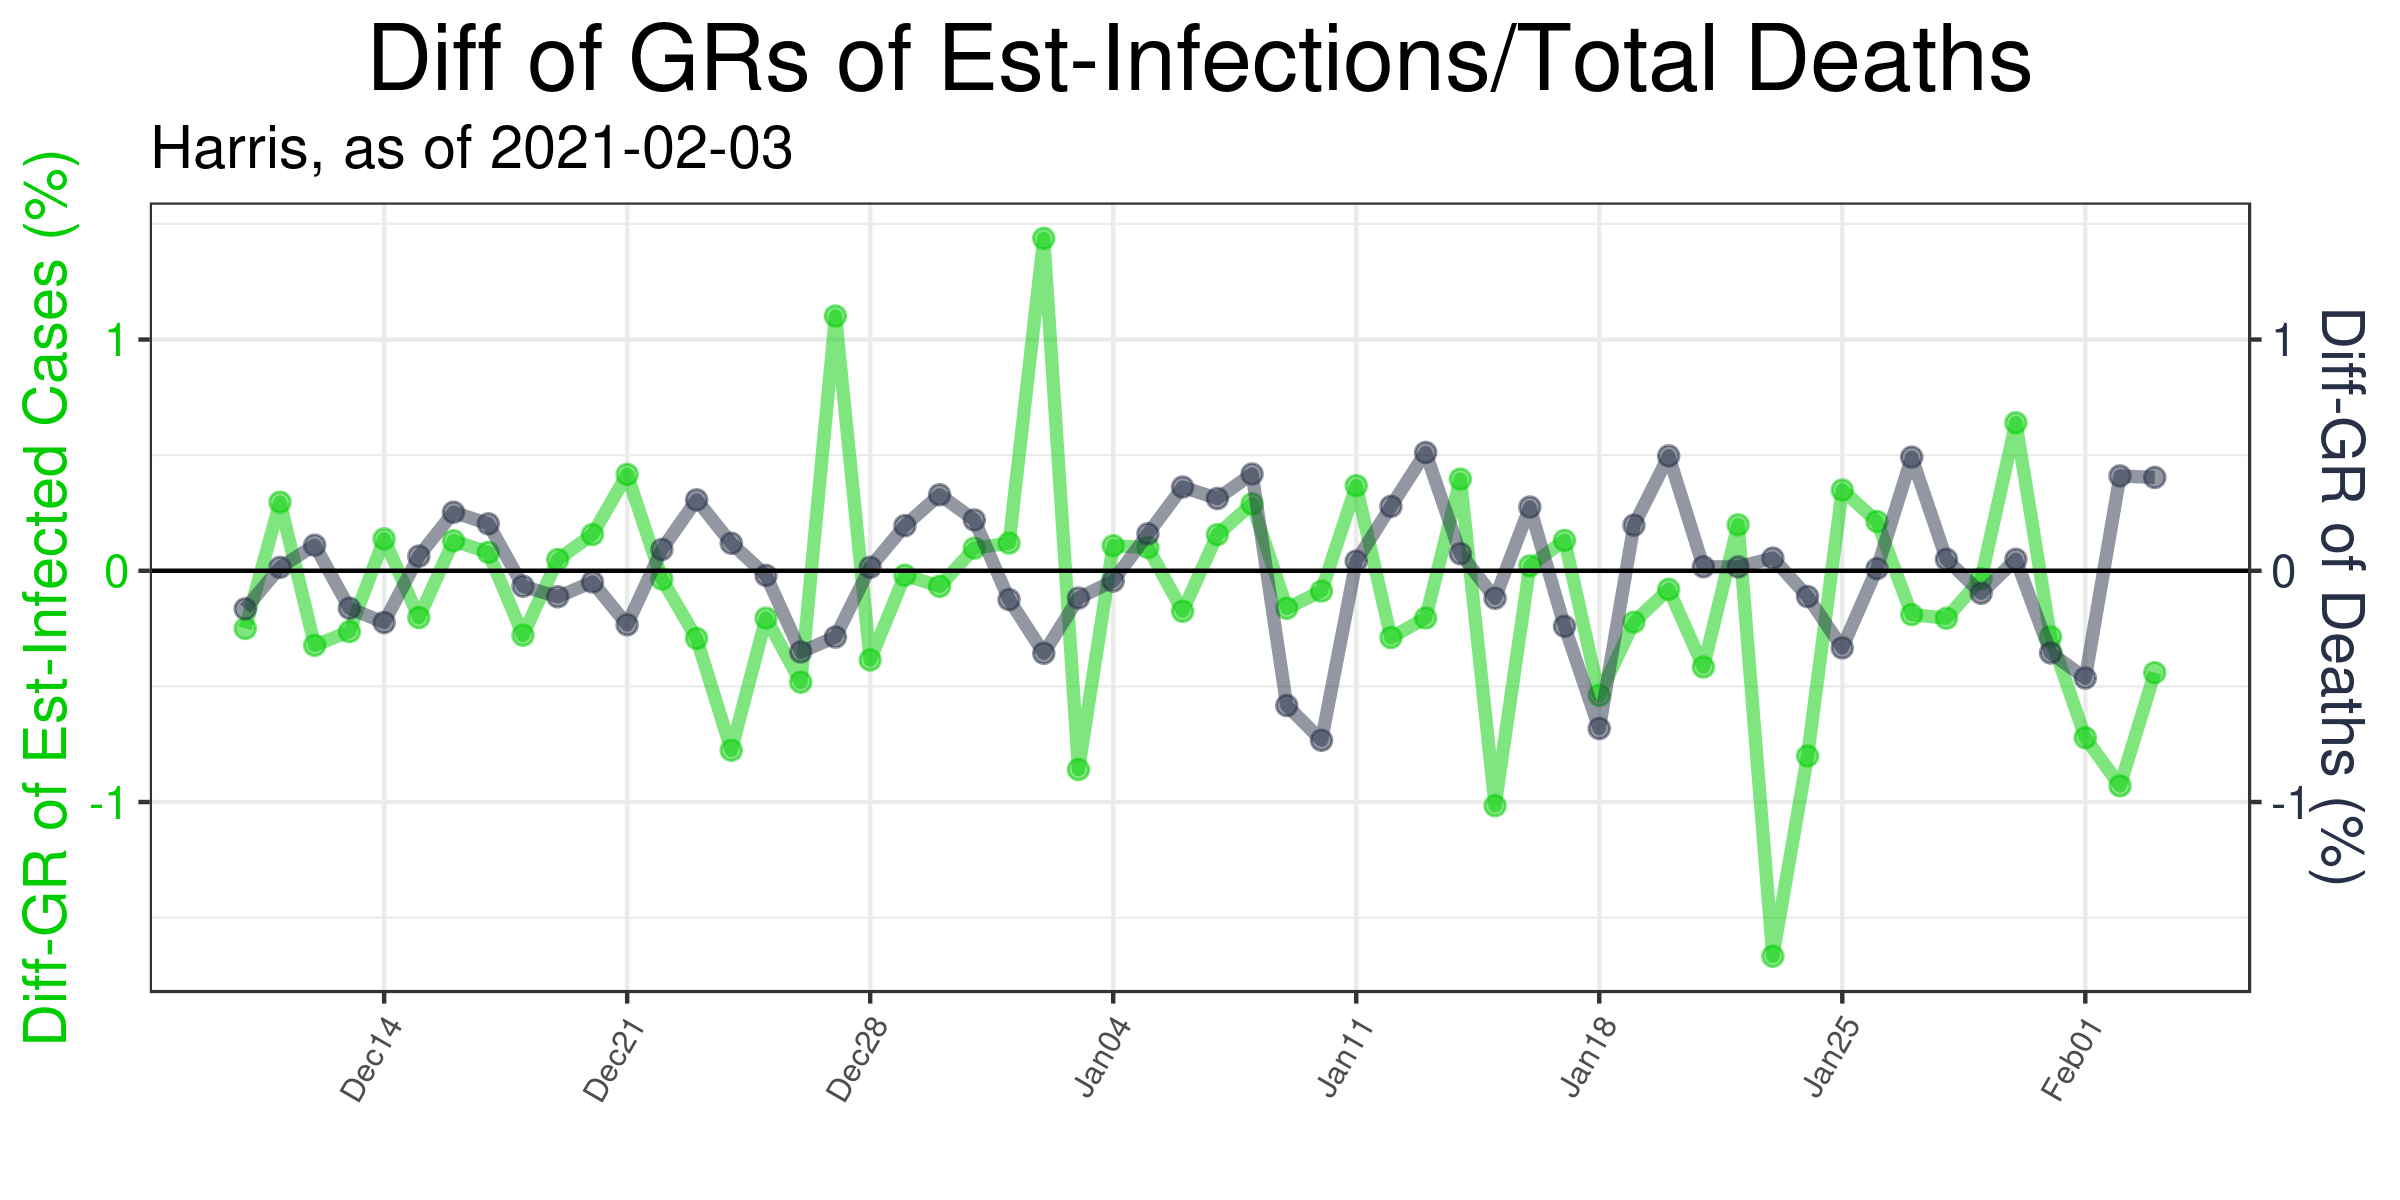 Diff of GRs of Est-Infections/Total Deaths
Harris, as of 2021-02-03
Diff-GR of Est-Infected Cases (%)
1
0
-1
1
0
-1
Diff-GR of Deaths (%)
Dec14
Dec21
Dec28
Jan04
Jan11
Jan18
Jan25
Feb01